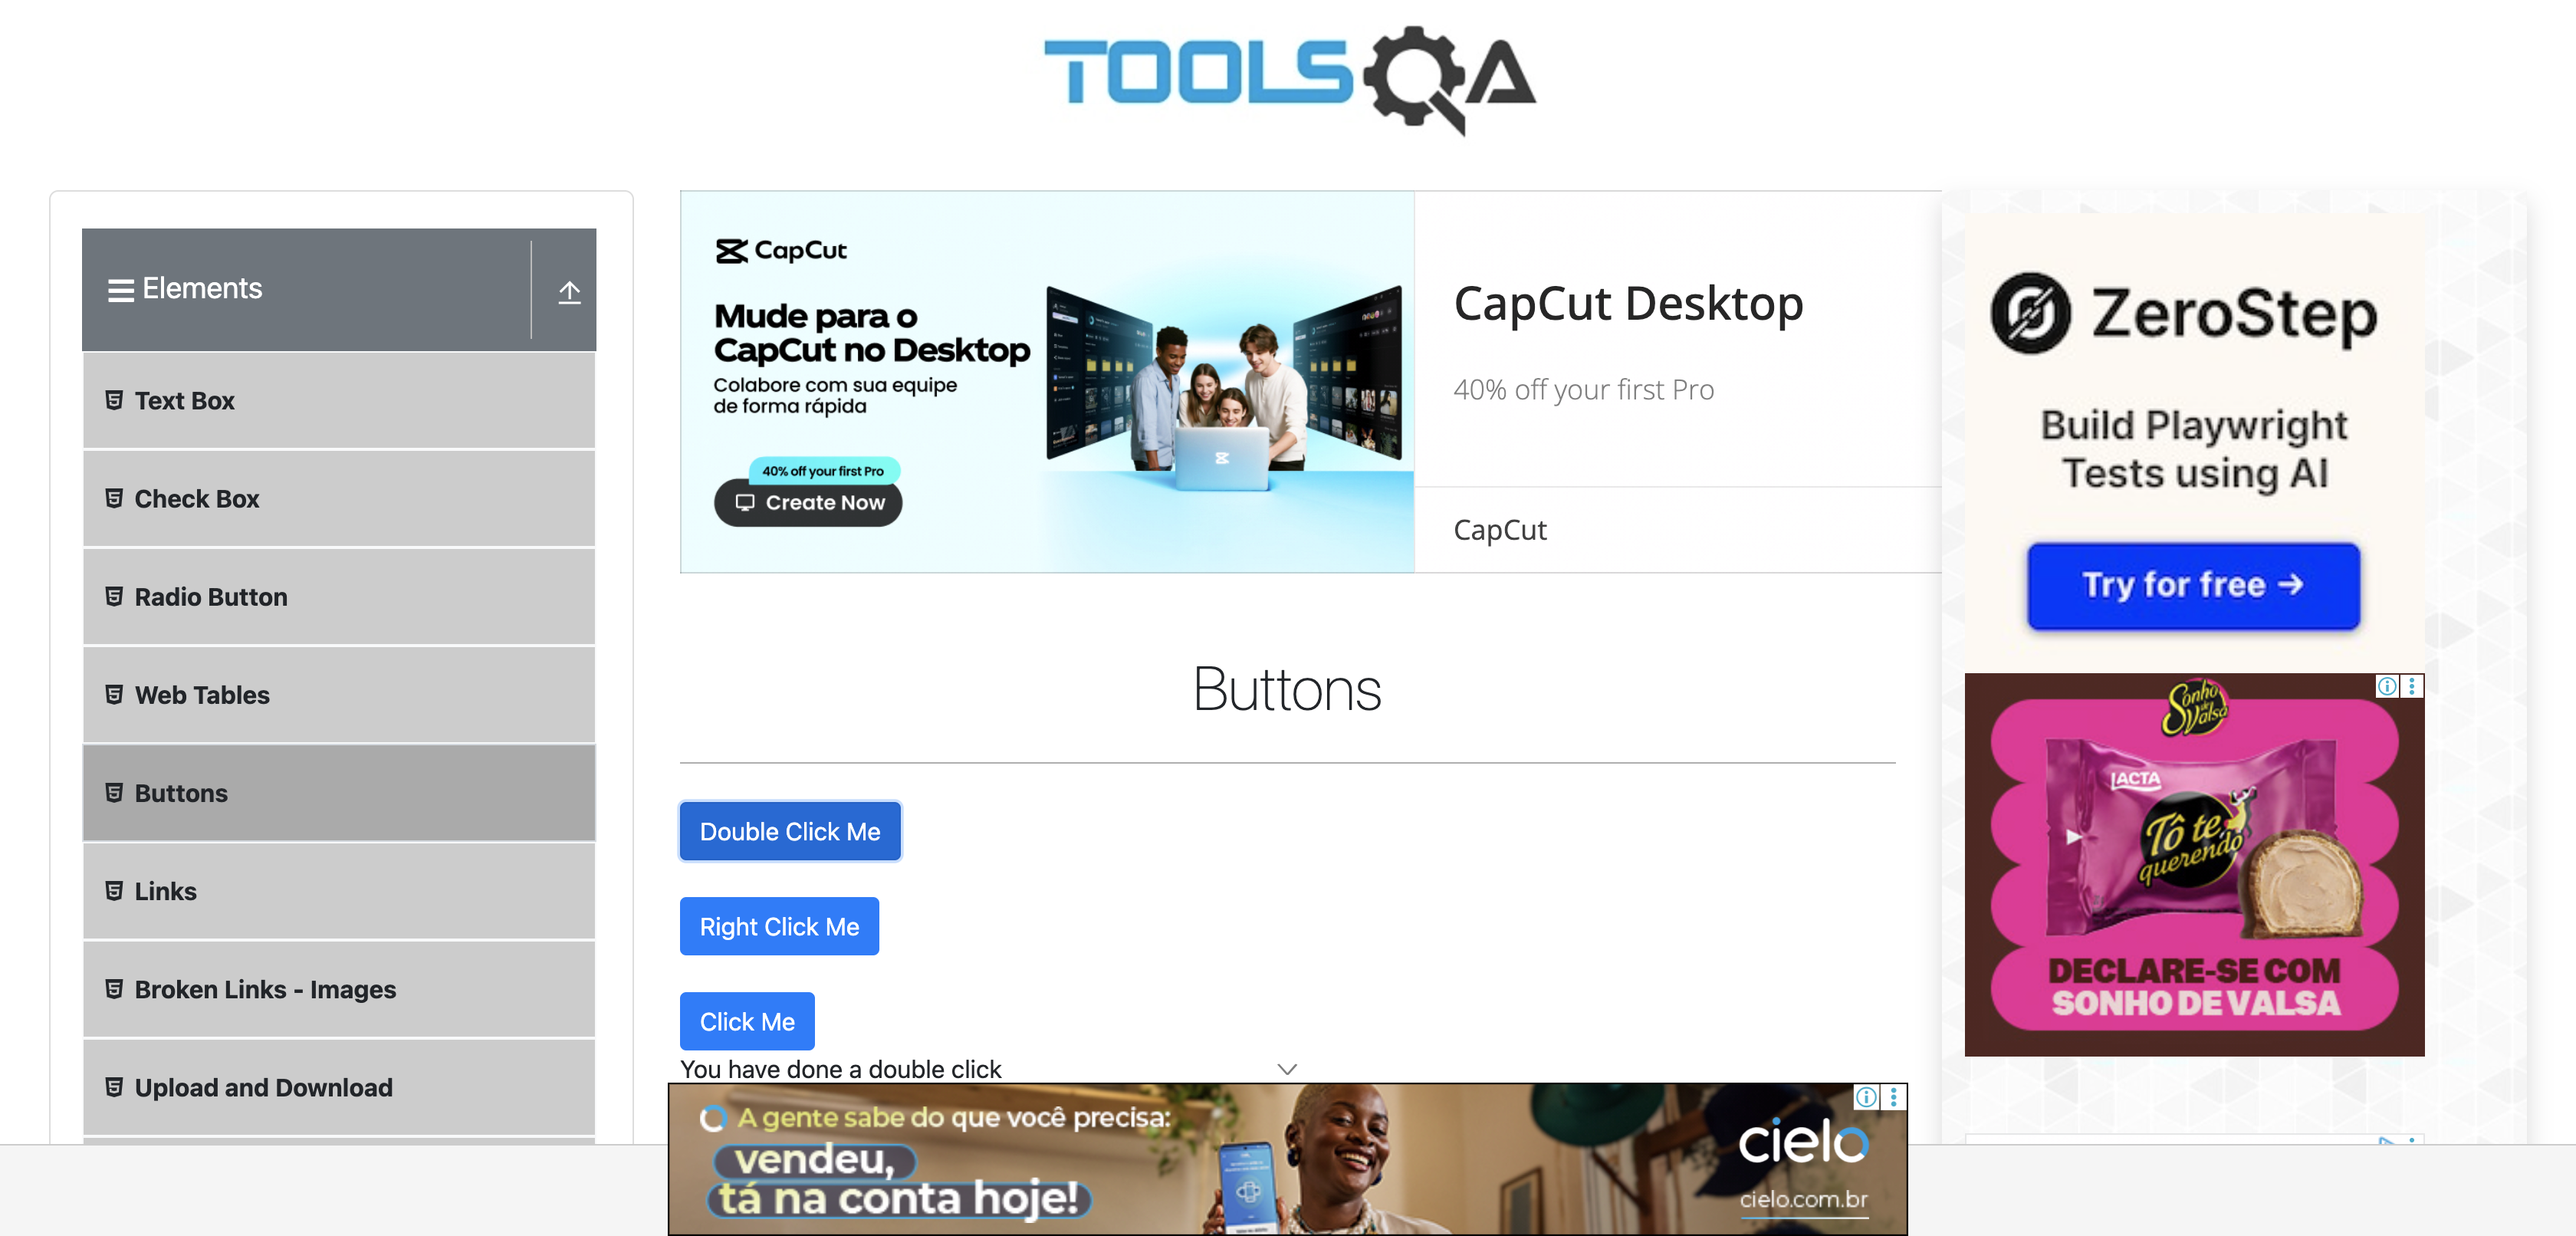 TOOLSQA
Elements
Text Box
Check Box
Radio Button
Web Tables
Buttons
Links
Broken Links - Images
Upload and Download
CapCut
Mude para o
CapCut no Desktop
Colabore com sua equipe
de forma rápida
40% off your first Pro
Create Now
CapCut Desktop
40% off your first Pro
CapCut
Buttons
Double Click Me
Right Click Me
Click Me
You have done a double click
A gente sabe do que você precisa:
vendeu,
tá na conta hoje!
cielo
cielo.com.br
ZeroStep
Build Playwright
Tests using AI
Try for free →
Sonho
de
Valsa
LACTA
Tô te
querendo
DECLARE-SE COM
SONHO DE VALSA